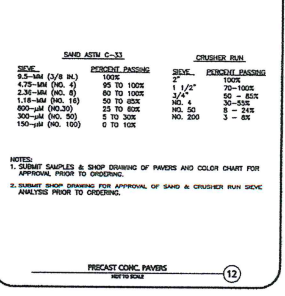 SAND ASTM C-33
SIEVE PERCENT PASSING
9.5-MM (3/8 IN.) 100%
4.75-MM (NO. 4) 95 TO 100%
2.36-MM (NO. 8) 80 TO 100%
1.18-MM (NO. 16) 50 TO 85%
600-μM (NO.30) 25 TO 60%
300-μM (NO. 50) 5 TO 30%
150-μM (NO. 100) 0 TO 10%
CRUSHER RUN
SIEVE PERCENT PASSING
2" 100%
1 1/2" 70-100%
3/4" 50 - 85%
NO. 4 30-55%
NO. 50 8 - 24%
NO. 200 3 - 8%
NOTES:
1. SUBMIT SAMPLES & SHOP DRAWING OF PAVERS AND COLOR CHART FOR
APPROVAL PRIOR TO ORDERING.
2. SUBMIT SHOP DRAWING FOR APPROVAL OF SAND & CRUSHER RUN SIEVE
ANALYSIS PRIOR TO ORDERING.
PRECAST CONC. PAVERS
NOT TO SCALE
12